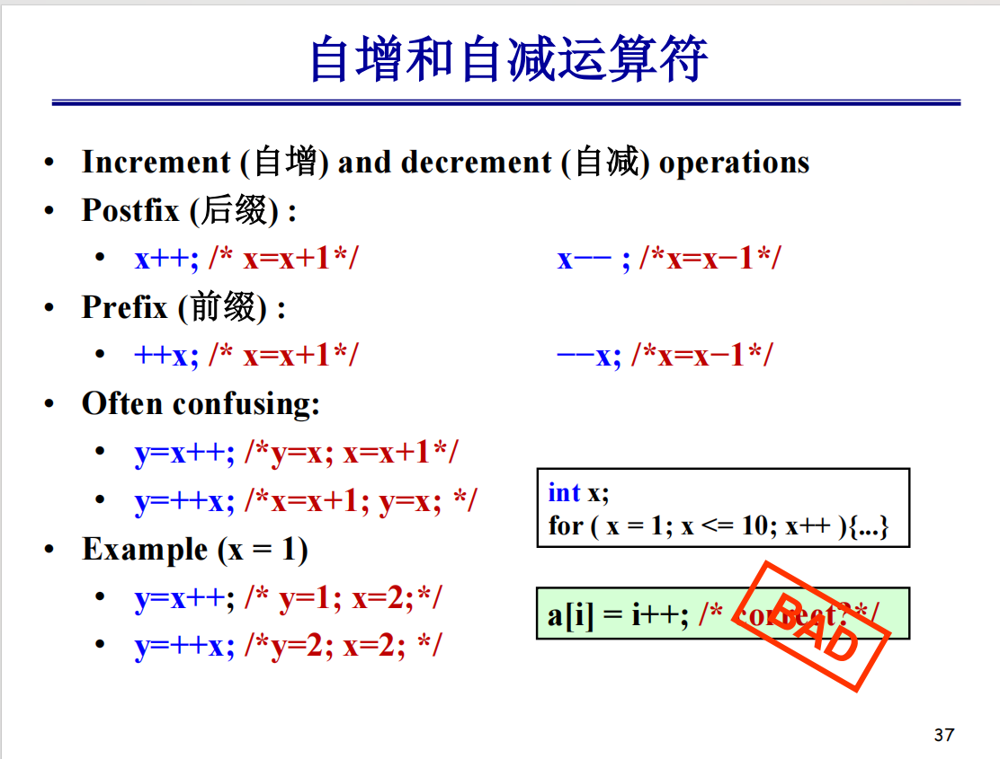 自增和自减运算符
• Increment (自增) and decrement (自减) operations
• Postfix (后缀) :
• x++; /* x=x+1*/ x−− ; /*x=x−1*/
• Prefix (前缀) :
• ++x; /* x=x+1*/ −−x; /*x=x−1*/
• Often confusing:
• y=x++; /*y=x; x=x+1*/
• y=++x; /*x=x+1; y=x; */
int x;
for ( x = 1; x <= 10; x++ ){...}
• Example (x = 1)
• y=x++; /* y=1; x=2;*/
• y=++x; /*y=2; x=2; */
a[i] = i++; /* correct?*/
BAD
37